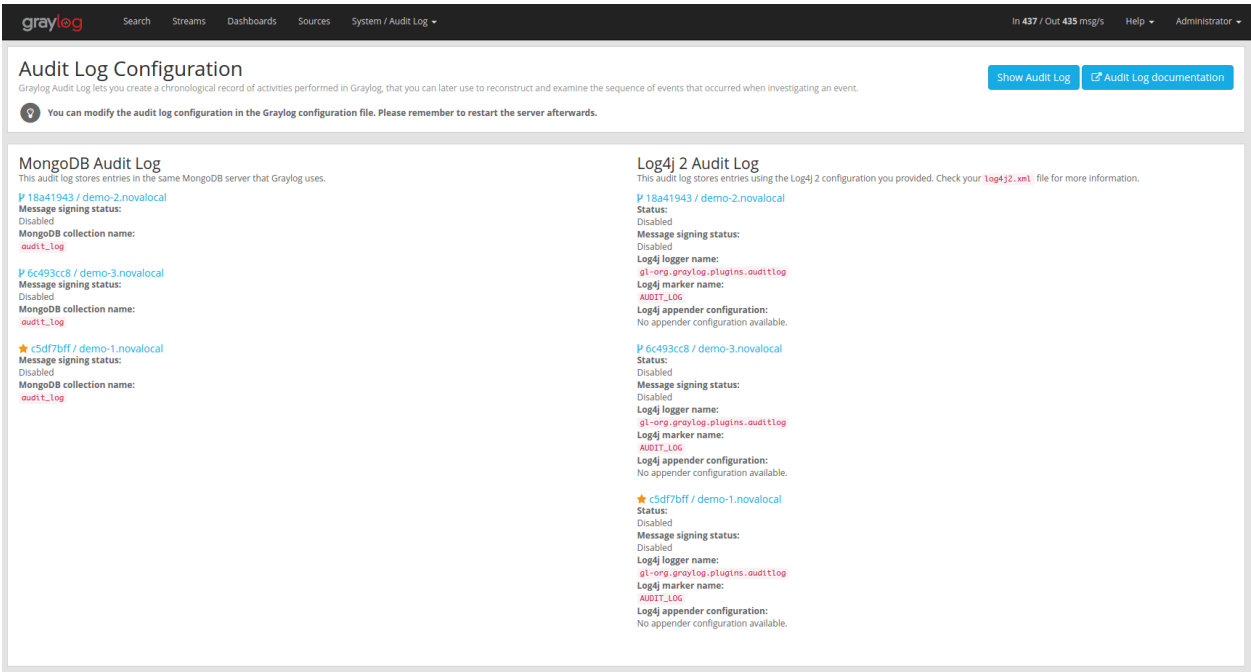 graylog Search Streams Dashboards Sources System / Audit Log In 437 / Out 435 msg/s Help Administrator
Audit Log Configuration
Show Audit Log Audit Log documentation
Graylog Audit Log lets you create a chronological record of activities performed in Graylog, that you can later use to reconstruct and examine the sequence of events that occurred when investigating an event.
You can modify the audit log configuration in the Graylog configuration file. Please remember to restart the server afterwards.
MongoDB Audit Log
This audit log stores entries in the same MongoDB server that Graylog uses.
18a41943 / demo-2.novalocal
Message signing status:
Disabled
MongoDB collection name:
audit_log
6c493cc8 / demo-3.novalocal
Message signing status:
Disabled
MongoDB collection name:
audit_log
c5df7bff / demo-1.novalocal
Message signing status:
Disabled
MongoDB collection name:
audit_log
Log4j 2 Audit Log
This audit log stores entries using the Log4j 2 configuration you provided. Check your log4j2.xml file for more information.
18a41943 / demo-2.novalocal
Status:
Disabled
Message signing status:
Disabled
Log4j logger name:
gl-org.graylog.plugins.auditlog
Log4j marker name:
AUDIT_LOG
Log4j appender configuration:
No appender configuration available.
6c493cc8 / demo-3.novalocal
Status:
Disabled
Message signing status:
Disabled
Log4j logger name:
gl-org.graylog.plugins.auditlog
Log4j marker name:
AUDIT_LOG
Log4j appender configuration:
No appender configuration available.
c5df7bff / demo-1.novalocal
Status:
Disabled
Message signing status:
Disabled
Log4j logger name:
gl-org.graylog.plugins.auditlog
Log4j marker name:
AUDIT_LOG
Log4j appender configuration:
No appender configuration available.